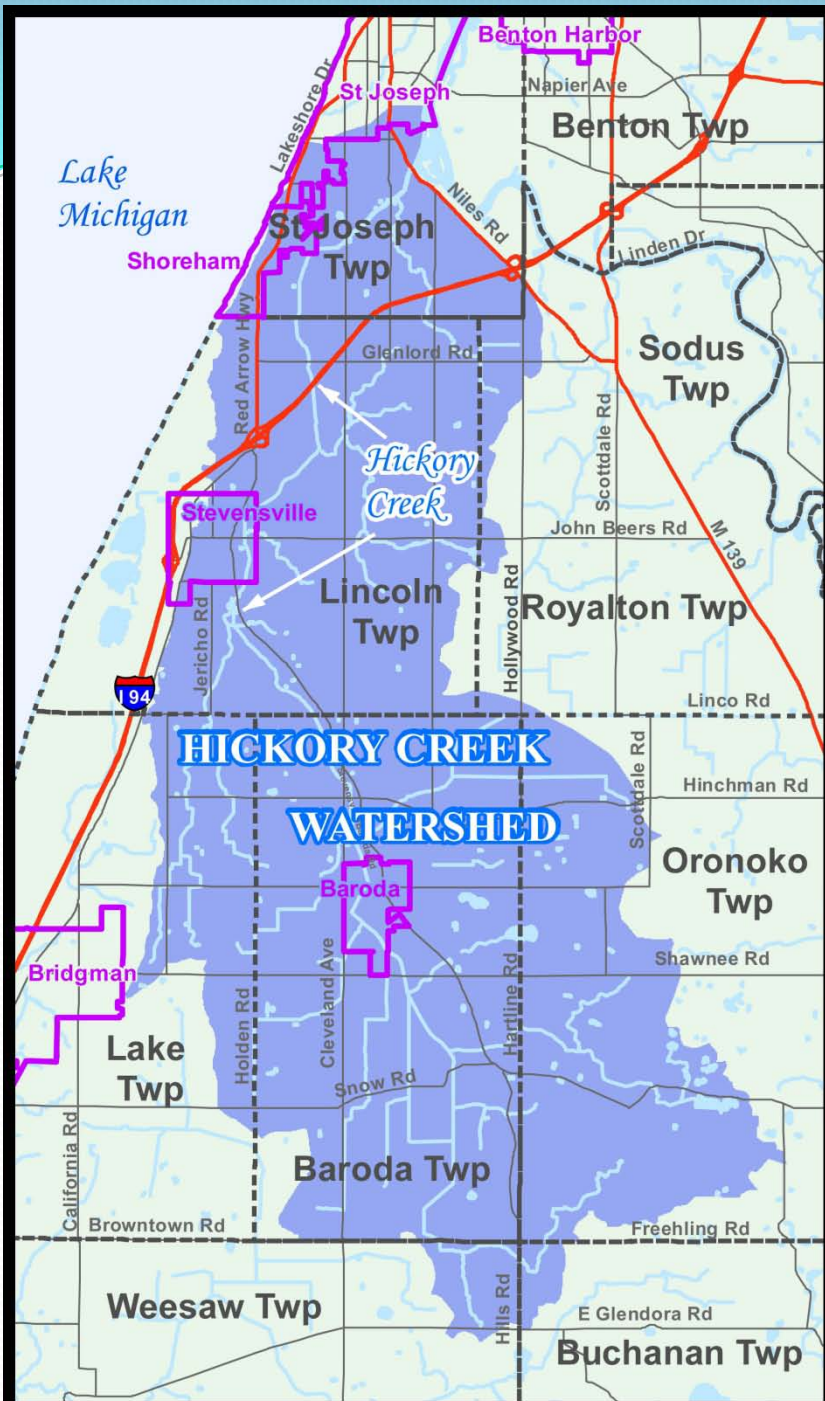 Benton Harbor
St Joseph
Napier Ave
Benton Twp
Lakeshore Dr
Lake
Michigan
Niles Rd
St Joseph
Twp
Linden Dr
Shoreham
Red Arrow Hwy
Glenlord Rd
Sodus
Twp
Scottdale Rd
Hickory
Creek
Stevensville
John Beers Rd
M 139
Hollywood Rd
Lincoln
Twp
Royalton Twp
Jericho Rd
I 94
Linco Rd
HICKORY CREEK
WATERSHED
Scottdale Rd
Hinchman Rd
Oronoko
Twp
Baroda
Shawnee Rd
Bridgman
Holden Rd
Cleveland Ave
Hartline Rd
Lake
Twp
Snow Rd
California Rd
Baroda Twp
Browntown Rd
Freehling Rd
Weesaw Twp
Hills Rd
E Glendora Rd
Buchanan Twp